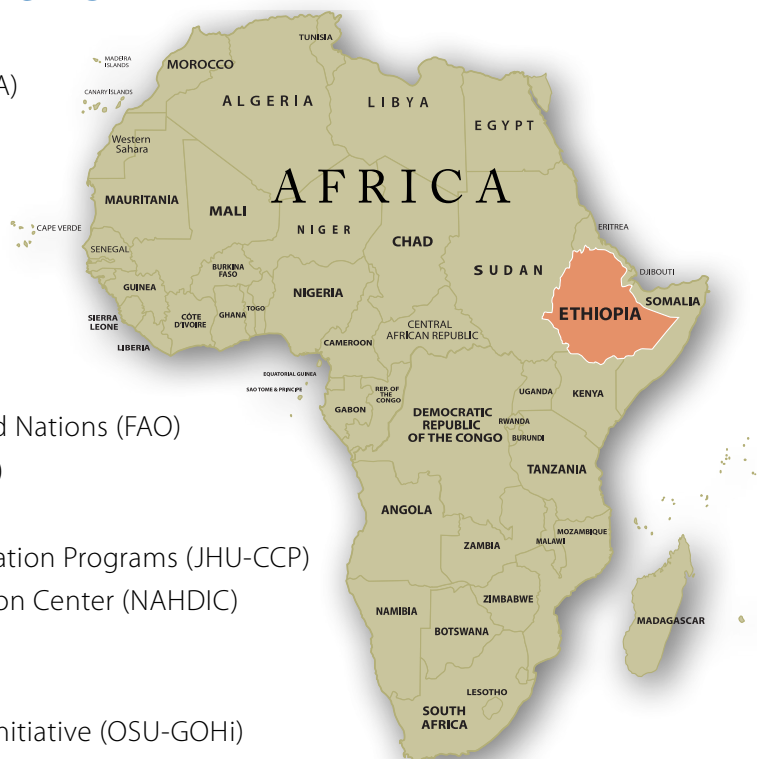 A)
d Nations (FAO)
)
ation Programs (JHU-CCP)
on Center (NAHDIC)
nitiative (OSU-GOHi)
TUNISIA
MADEIRA
ISLANDS
MOROCCO
CANARY ISLANDS
ALGERIA
LIBYA
EGYPT
Western
Sahara
AFRICA
MAURITANIA
MALI
NIGER
CHAD
SUDAN
ERITREA
CAPE VERDE
SENEGAL
BURKINA
FASO
DJIBOUTI
GUINEA
NIGERIA
SOMALIA
ETHIOPIA
SIERRA
LEONE
CÔTE
D'IVOIRE
GHANA
TOGO
LIBERIA
CAMEROON
CENTRAL
AFRICAN REPUBLIC
EQUATORIAL GUINEA
SAO TOME & PRINCIPE
REP. OF
THE
CONGO
GABON
UGANDA
KENYA
DEMOCRATIC
REPUBLIC
OF THE CONGO
RWANDA
BURUNDI
TANZANIA
ANGOLA
ZAMBIA
MALAWI
MOZAMBIQUE
NAMIBIA
ZIMBABWE
BOTSWANA
MADAGASCAR
LESOTHO
SOUTH
AFRICA